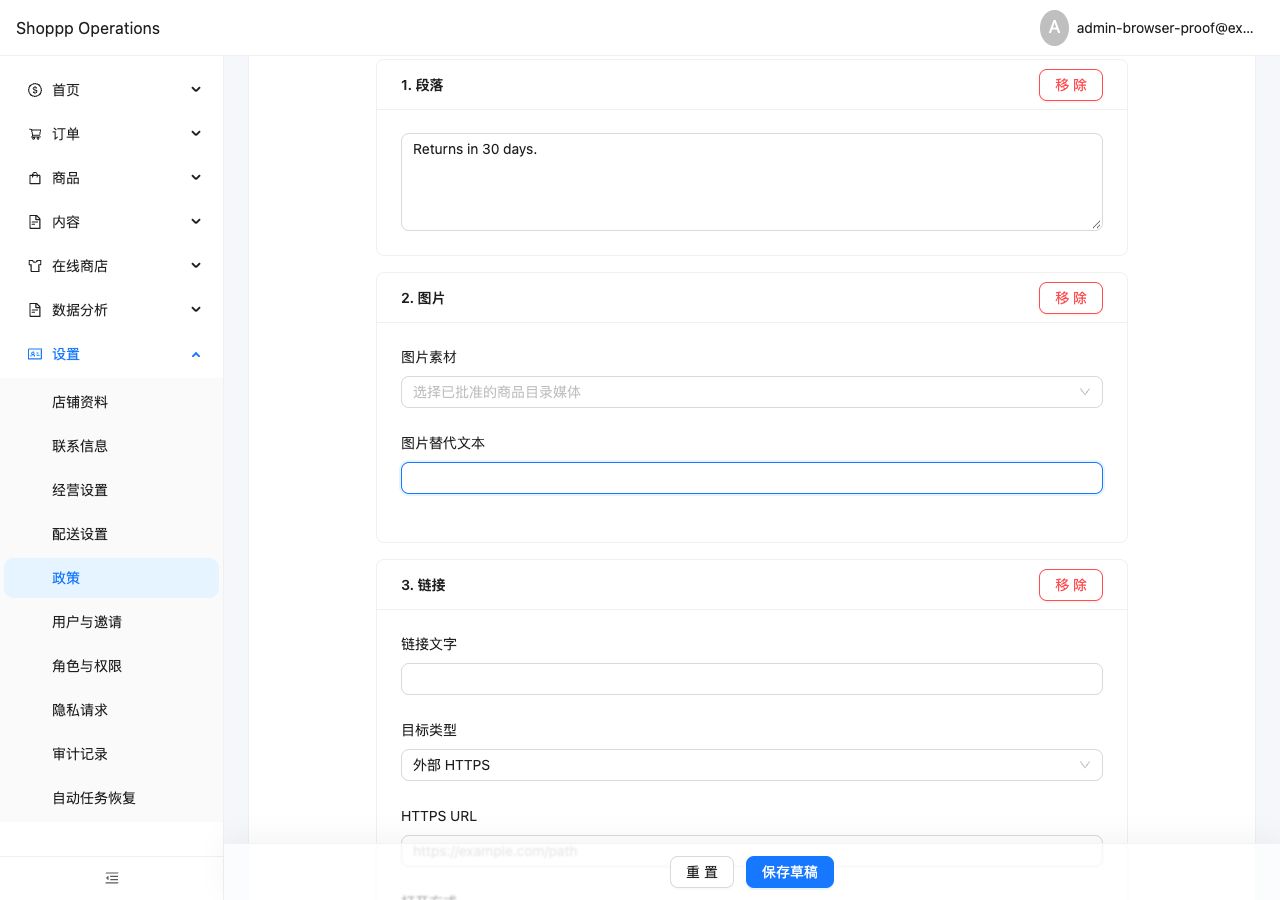 Shoppp Operations
A
admin-browser-proof@ex...
首页
订单
商品
内容
在线商店
数据分析
设置
店铺资料
联系信息
经营设置
配送设置
政策
用户与邀请
角色与权限
隐私请求
审计记录
自动任务恢复
1. 段落
移 除
Returns in 30 days.
2. 图片
移 除
图片素材
选择已批准的商品目录媒体
图片替代文本
3. 链接
移 除
链接文字
目标类型
外部 HTTPS
HTTPS URL
https://example.com/path
重 置
保存草稿